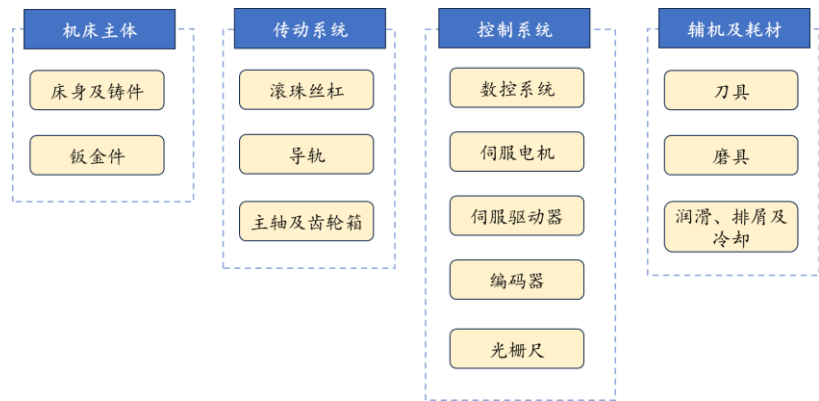 机床主体
床身及铸件
钣金件
传动系统
滚珠丝杠
导轨
主轴及齿轮箱
控制系统
数控系统
伺服电机
伺服驱动器
编码器
光栅尺
辅机及耗材
刀具
磨具
润滑、排屑及
冷却